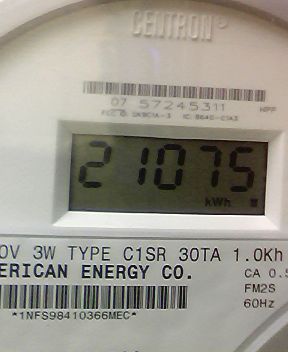 CENTRON®
07 57245311
HPP
21075
kWh
0V 3W TYPE C1SR 30TA 1.0Kh
ERICAN ENERGY CO.
CA 0.5
FM2S
60Hz
*1NFS98410366MEC*